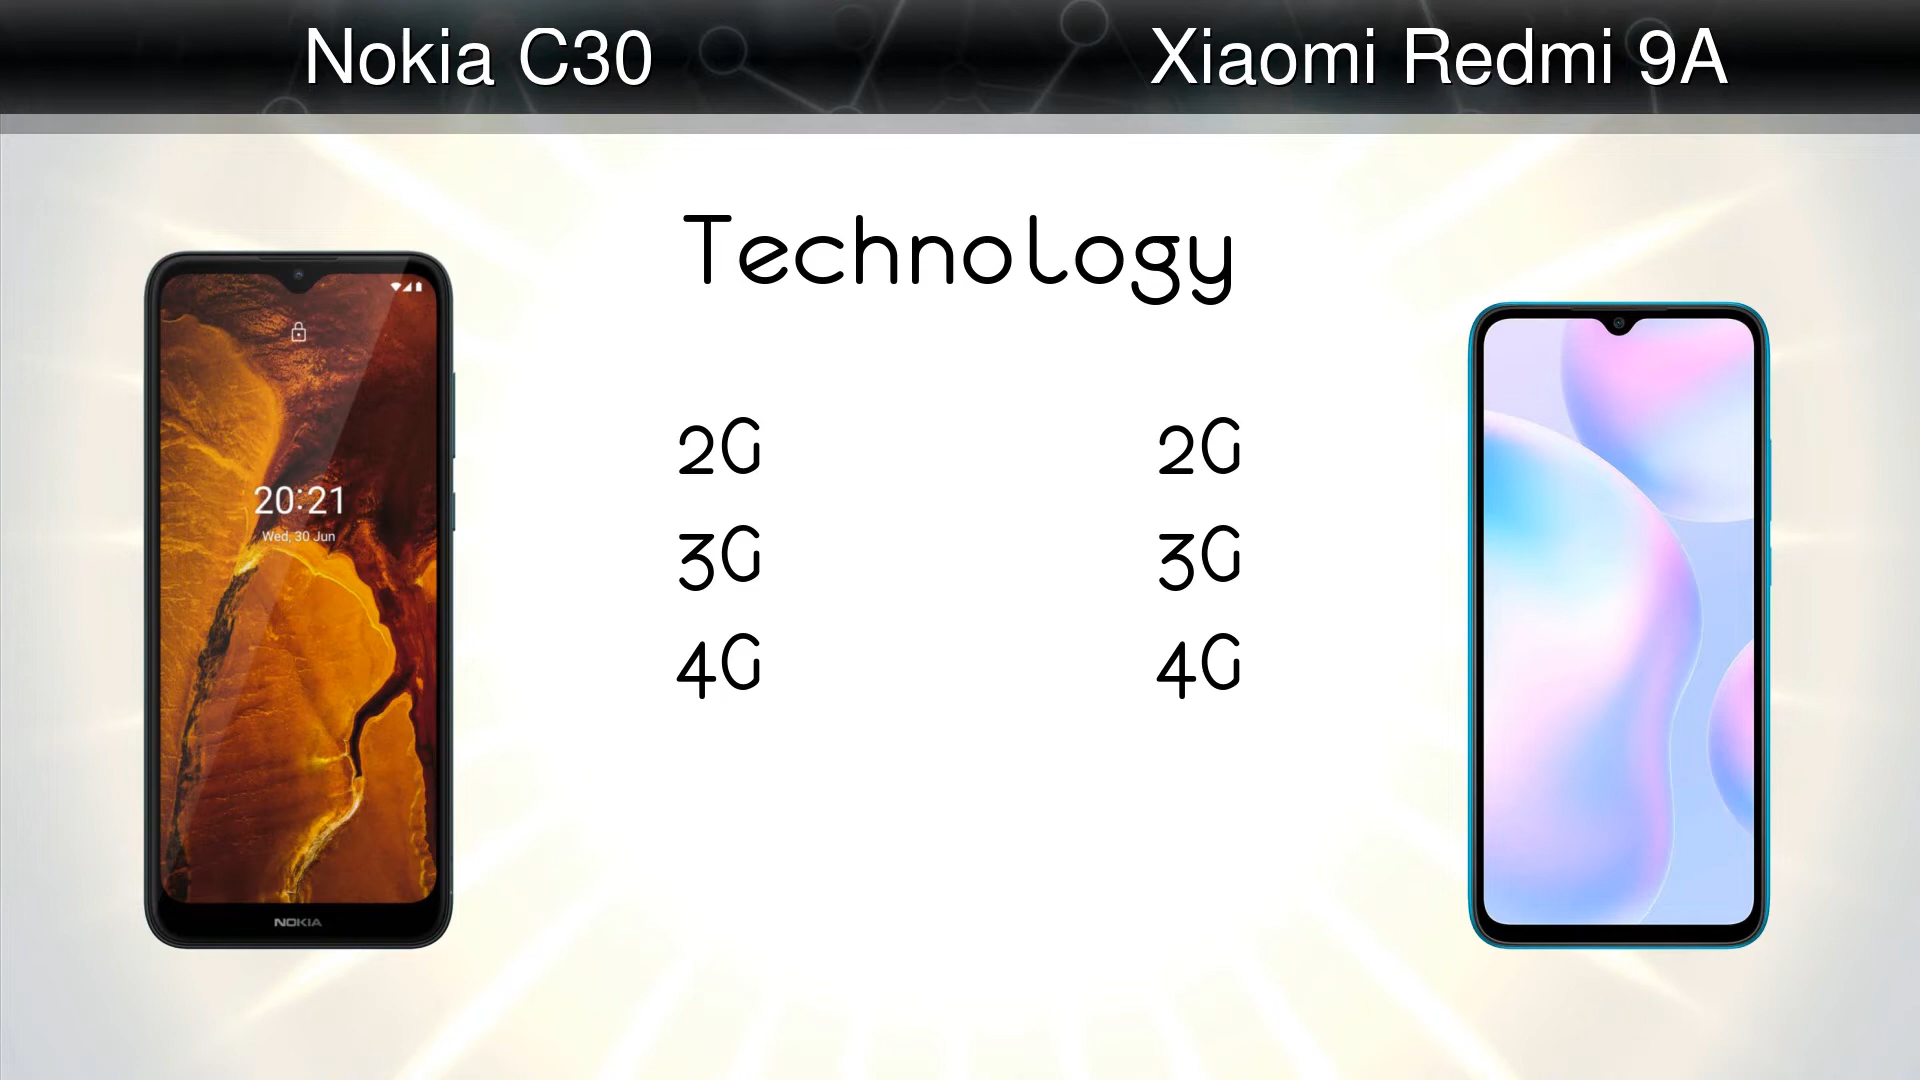 Nokia C30 Xiaomi Redmi 9A
Technology
2G 2G
3G 3G
4G 4G
20:21
Wed, 30 Jun
NOKIA